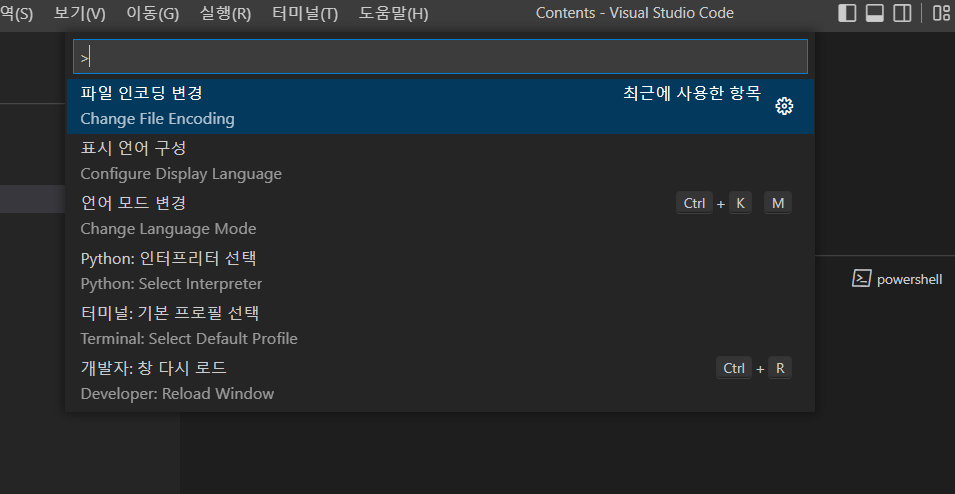 역(S) 보기(V) 이동(G) 실행(R) 터미널(T) 도움말(H) Contents - Visual Studio Code
>
파일 인코딩 변경 최근에 사용한 항목
Change File Encoding
표시 언어 구성
Configure Display Language
언어 모드 변경 Ctrl + K M
Change Language Mode
Python: 인터프리터 선택
Python: Select Interpreter
powershell
터미널: 기본 프로필 선택
Terminal: Select Default Profile
개발자: 창 다시 로드 Ctrl + R
Developer: Reload Window